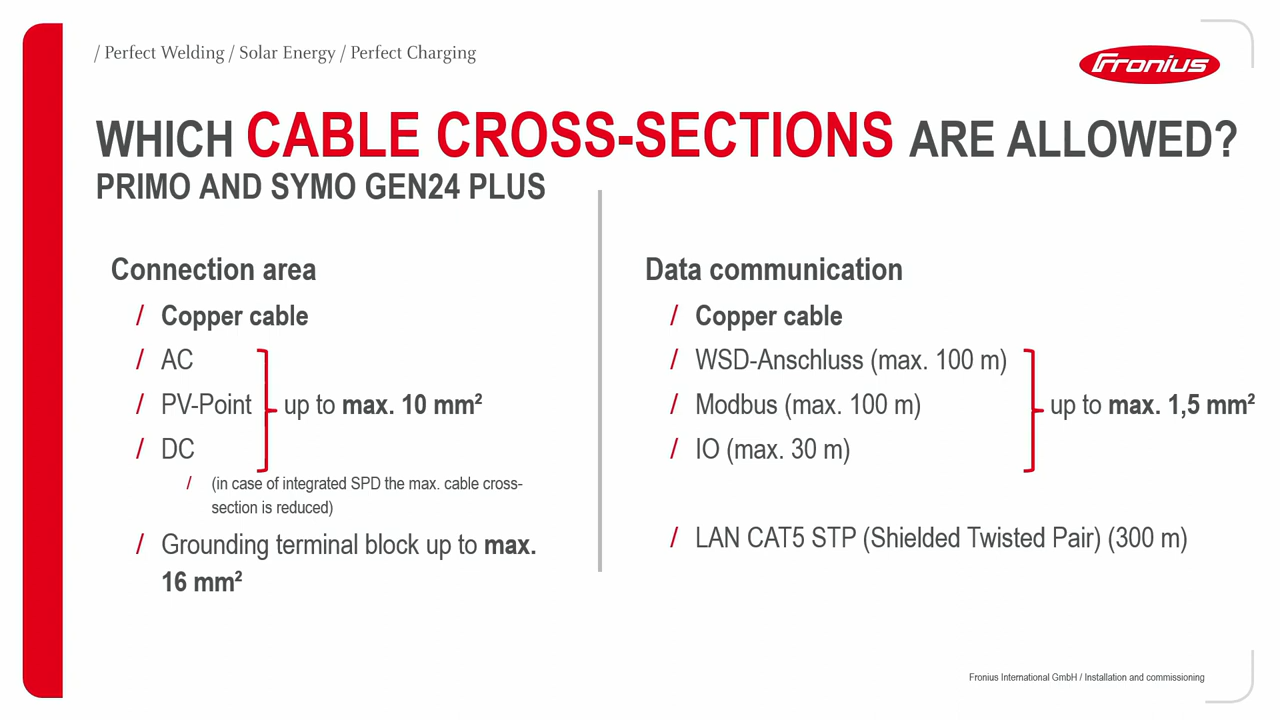 / Perfect Welding / Solar Energy / Perfect Charging
Fronius
WHICH CABLE CROSS-SECTIONS ARE ALLOWED?
PRIMO AND SYMO GEN24 PLUS
Connection area
/ Copper cable
/ AC
/ PV-Point
up to max. 10 mm²
/ DC
/ (in case of integrated SPD the max. cable cross-
section is reduced)
/ Grounding terminal block up to max.
16 mm²
Data communication
/ Copper cable
/ WSD-Anschluss (max. 100 m)
/ Modbus (max. 100 m)
up to max. 1,5 mm²
/ IO (max. 30 m)
/ LAN CAT5 STP (Shielded Twisted Pair) (300 m)
Fronius International GmbH / Installation and commissioning